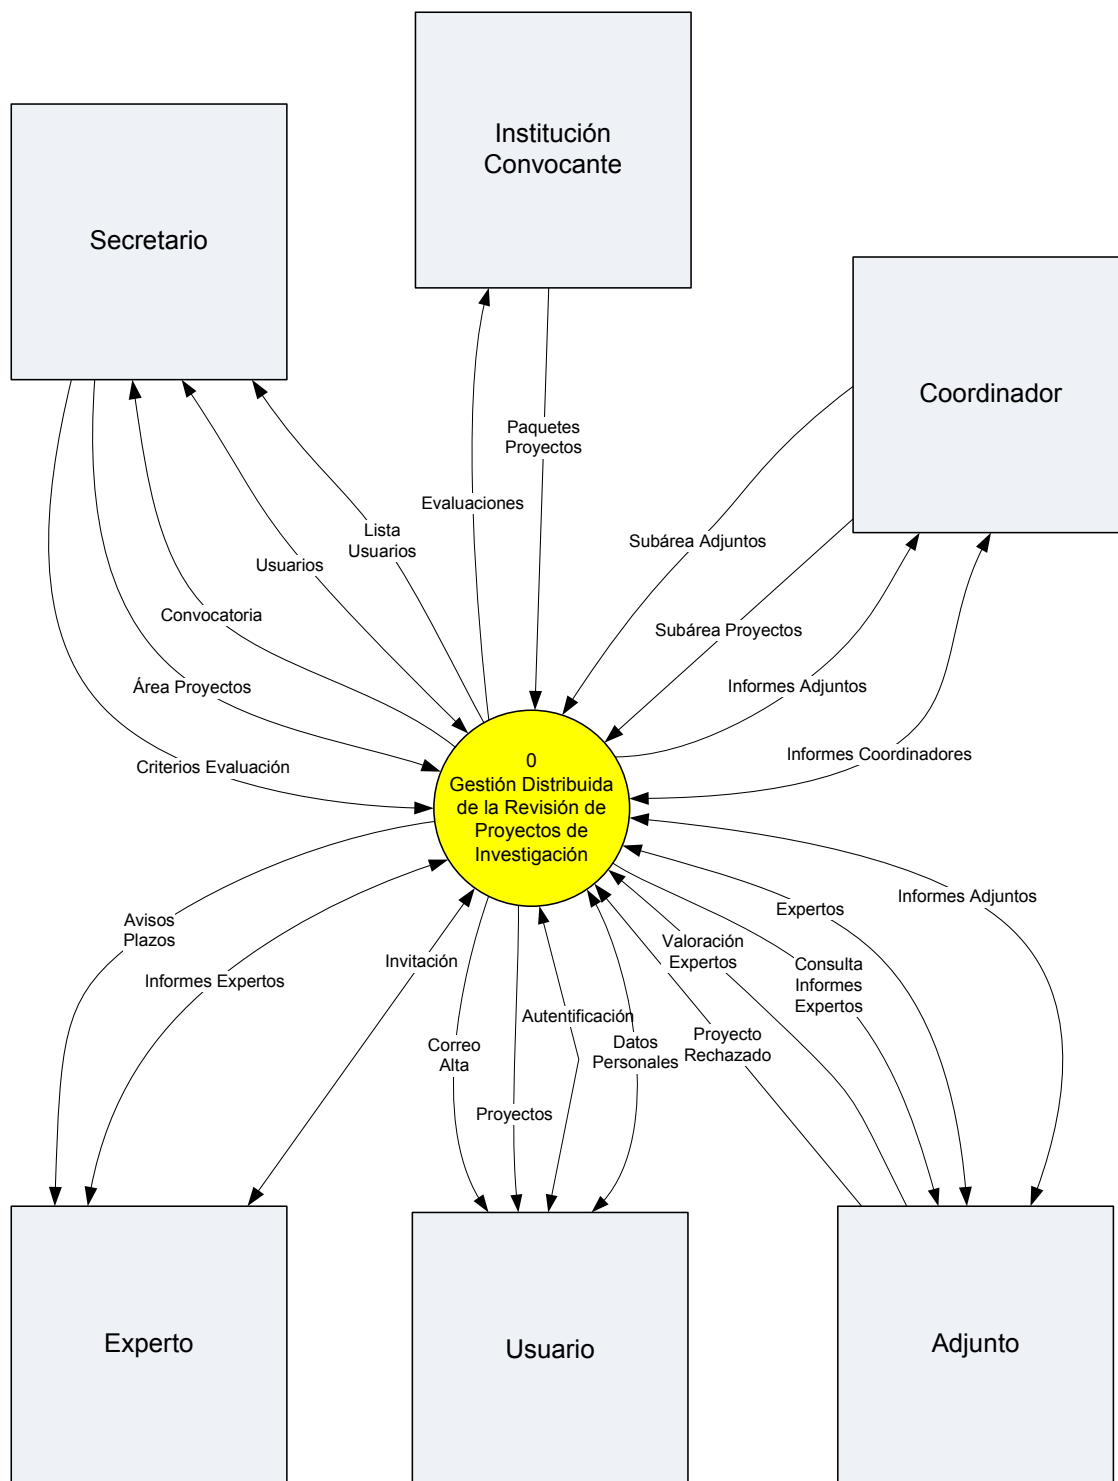 Institución
Convocante
Secretario
Coordinador
Paquetes
Proyectos
Evaluaciones
Lista
Usuarios
Usuarios
Subárea Adjuntos
Convocatoria
Subárea Proyectos
Área Proyectos
Informes Adjuntos
Criterios Evaluación
Informes Coordinadores
0
Gestión Distribuida
de la Revisión de
Proyectos de
Investigación
Avisos
Plazos
Informes Expertos
Invitación
Correo
Alta
Proyectos
Autentificación
Datos
Personales
Valoración
Expertos
Proyecto
Rechazado
Consulta
Informes
Expertos
Expertos
Informes Adjuntos
Experto
Usuario
Adjunto